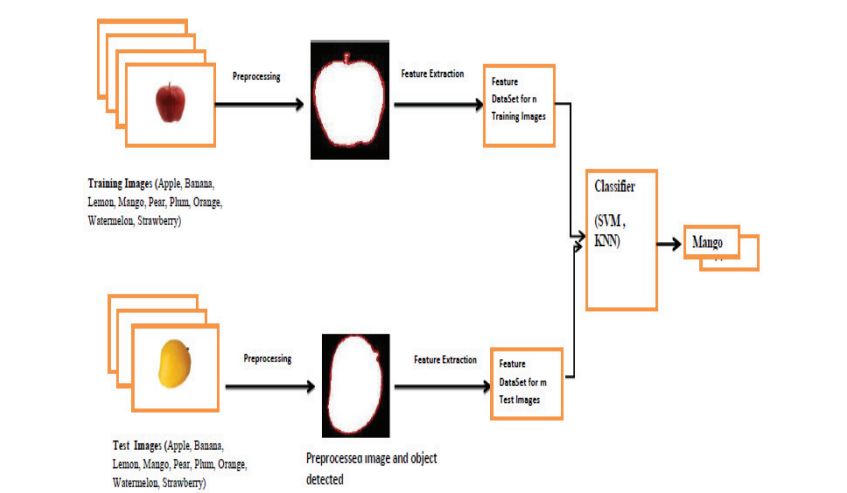 Preprocessing
Feature Extraction
Feature
DataSet for n
Training Images
Training Images (Apple, Banana,
Lemon, Mango, Pear, Plum, Orange,
Watermelon, Strawberry)
Classifier
(SVM ,
KNN)
Mango
Preprocessing
Feature Extraction
Feature
DataSet for m
Test Images
Test Images (Apple, Banana,
Lemon, Mango, Pear, Plum, Orange,
Watermelon, Strawberry)
Preprocessed image and object
detected